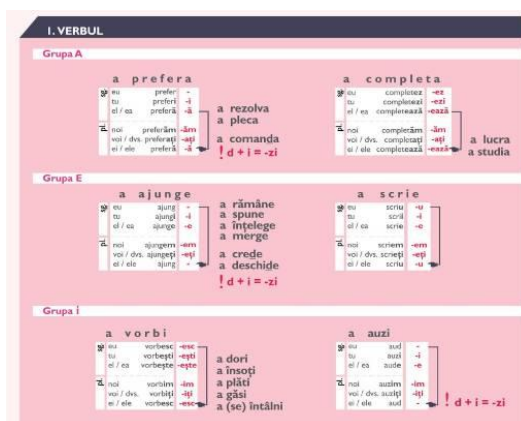 I. VERBUL
Grupa A
a prefera
sg.
eu prefer -
tu preferi -i
el / ea preferă -ă
pl.
noi preferăm -ăm
voi / dvs. preferați -ați
ei / ele preferă -ă
a rezolva
a pleca
a comanda
! d + i = -zi
a completa
sg.
eu completez -ez
tu completezi -ezi
el / ea completează -ează
pl.
noi completăm -ăm
voi / dvs. completați -ați
ei / ele completează -ează
a lucra
a studia
Grupa E
a ajunge
sg.
eu ajung -
tu ajungi -i
el / ea ajunge -e
pl.
noi ajungem -em
voi / dvs. ajungeți -eți
ei / ele ajung -
a rămâne
a spune
a înțelege
a merge
a crede
a deschide
! d + i = -zi
a scrie
sg.
eu scriu -u
tu scrii -i
el / ea scrie -e
pl.
noi scriem -em
voi / dvs. scrieți -eți
ei / ele scriu -u
Grupa i
a vorbi
sg.
eu vorbesc -esc
tu vorbești -ești
el / ea vorbește -ește
pl.
noi vorbim -im
voi / dvs. vorbiți -iți
ei / ele vorbesc -esc
a dori
a însoți
a plăti
a găsi
a (se) întâlni
a auzi
sg.
eu aud -
tu auzi -i
el / ea aude -e
pl.
noi auzim -im
voi / dvs. auziți -iți
ei / ele aud -
! d + i = -zi